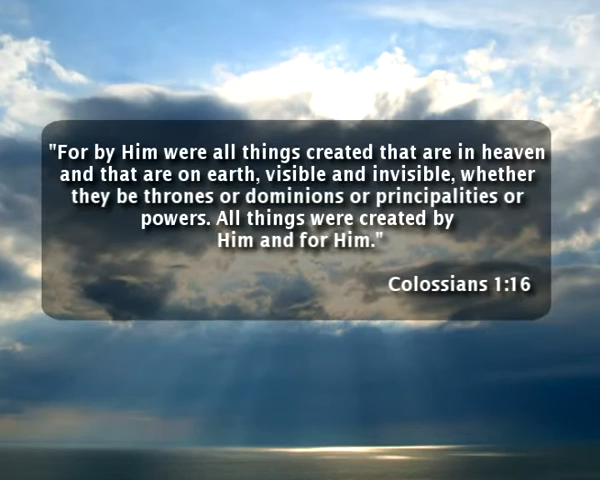 "For by Him were all things created that are in heaven
and that are on earth, visible and invisible, whether
they be thrones or dominions or principalities or
powers. All things were created by
Him and for Him."
Colossians 1:16